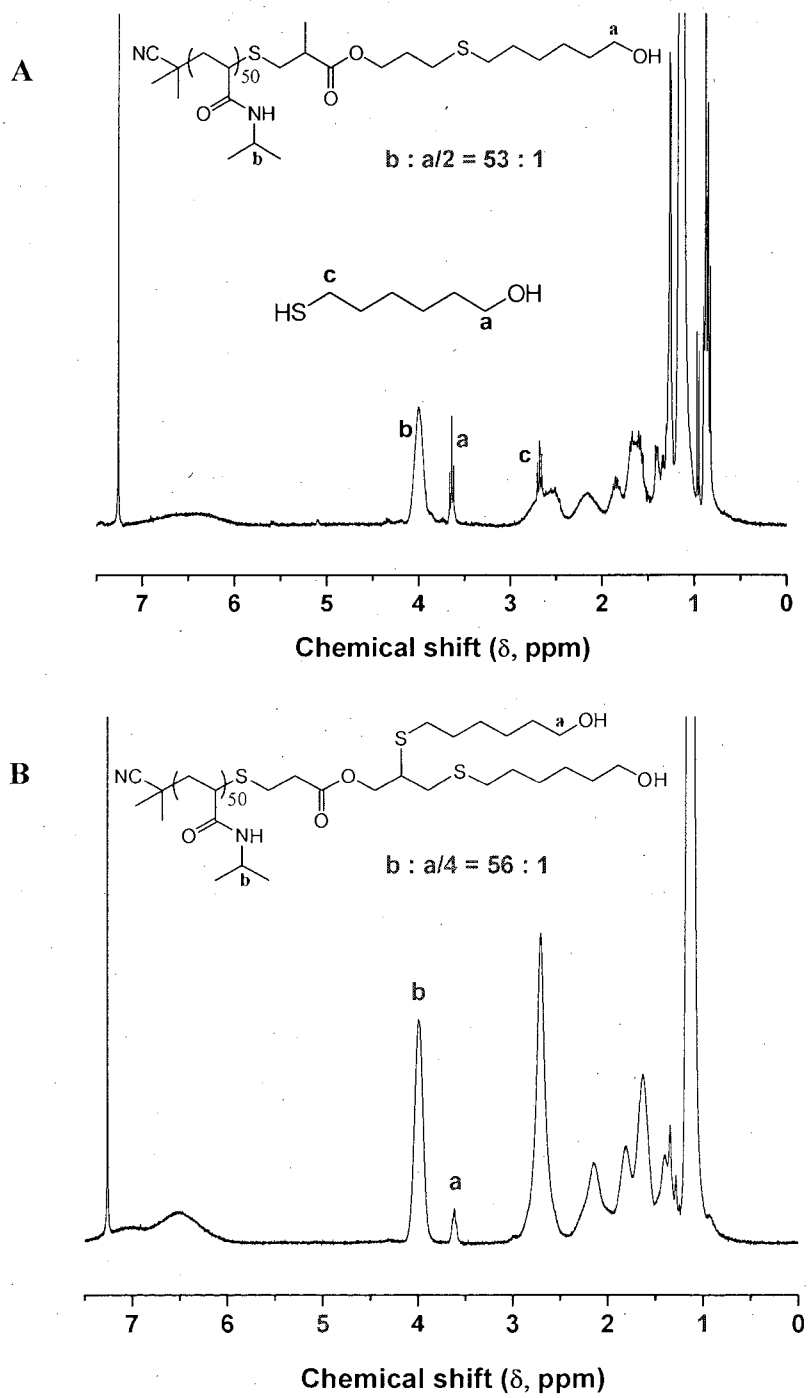 A
NC
S
50
O
NH
b
O
O
S
a
OH
b : a/2 = 53 : 1
c
HS
a
OH
b
a
c
7 6 5 4 3 2 1 0
Chemical shift (δ, ppm)
B
NC
S
50
O
NH
b
O
O
S
a
OH
S
OH
b : a/4 = 56 : 1
b
a
7 6 5 4 3 2 1 0
Chemical shift (δ, ppm)